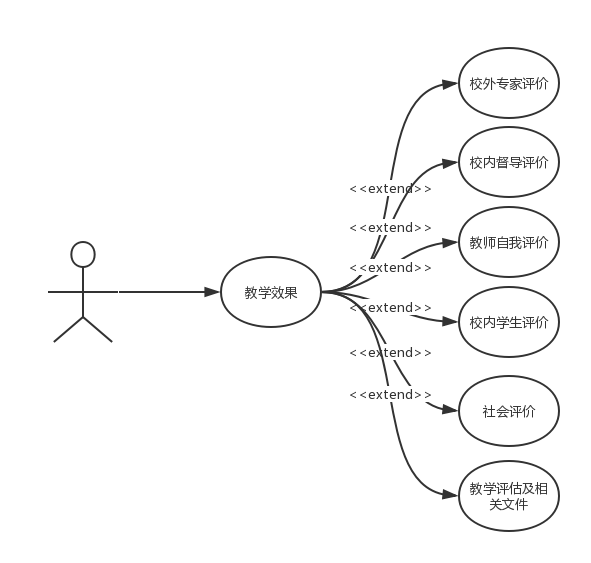 校外专家评价
<<extend>>
校内督导评价
<<extend>>
教师自我评价
<<extend>>
教学效果
<<extend>>
校内学生评价
<<extend>>
<<extend>>
社会评价
教学评估及相
关文件